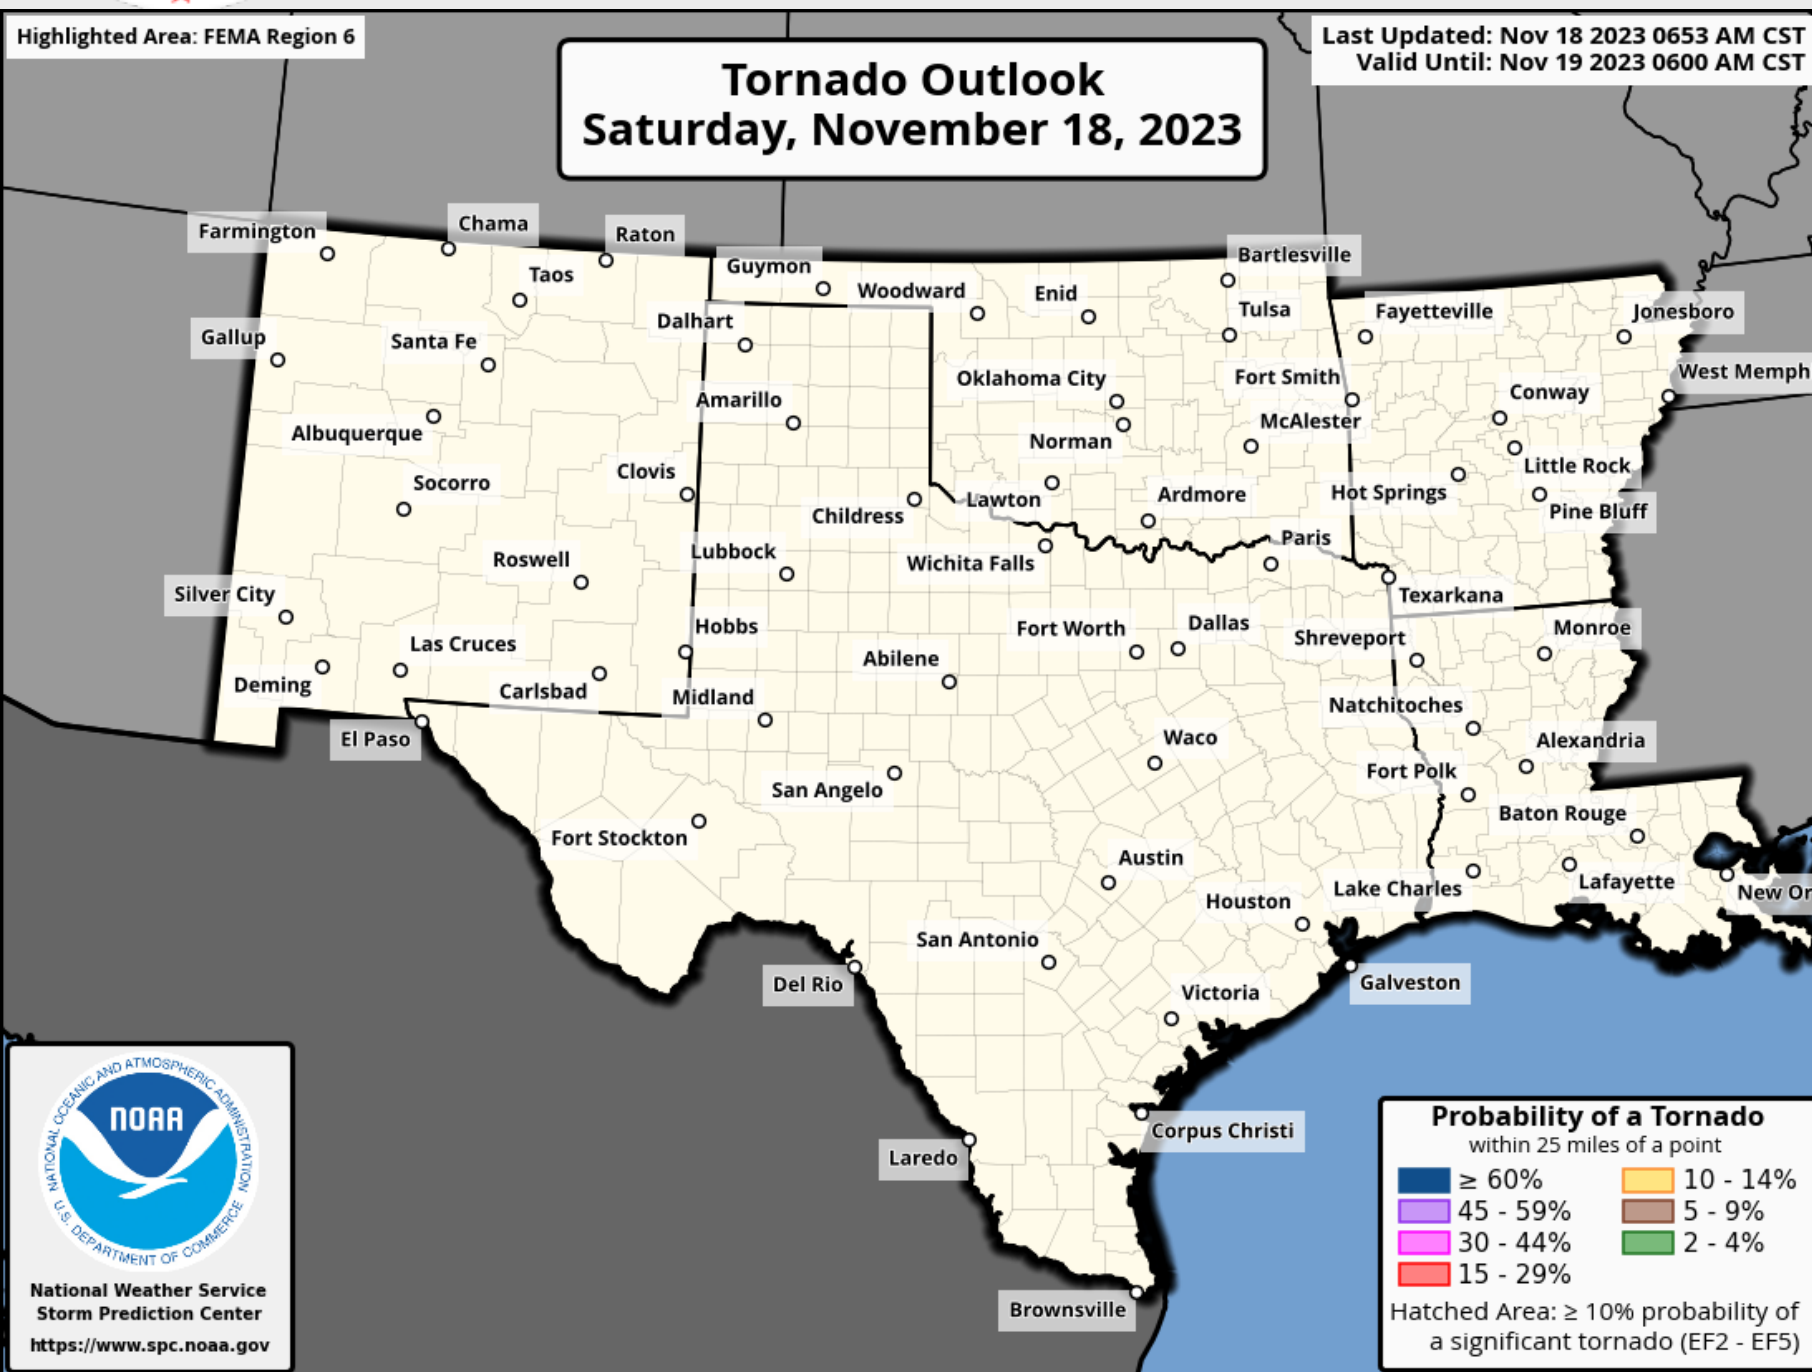 Highlighted Area: FEMA Region 6
Last Updated: Nov 18 2023 0653 AM CST
Valid Until: Nov 19 2023 0600 AM CST
Tornado Outlook
Saturday, November 18, 2023
Farmington
Chama
Raton
Taos
Guymon
Woodward
Enid
Bartlesville
Tulsa
Fayetteville
Jonesboro
Gallup
Santa Fe
Dalhart
Oklahoma City
Fort Smith
Conway
West Memph
Amarillo
Albuquerque
Norman
McAlester
Little Rock
Socorro
Clovis
Childress
Lawton
Ardmore
Hot Springs
Pine Bluff
Roswell
Lubbock
Wichita Falls
Paris
Silver City
Texarkana
Las Cruces
Hobbs
Fort Worth
Dallas
Shreveport
Monroe
Deming
Carlsbad
Midland
Abilene
Natchitoches
El Paso
Waco
Alexandria
San Angelo
Fort Polk
Fort Stockton
Baton Rouge
Austin
Houston
Lake Charles
Lafayette
New Or
San Antonio
Del Rio
Victoria
Galveston
Corpus Christi
Laredo
Brownsville
NATIONAL OCEANIC AND ATMOSPHERIC ADMINISTRATION
NOAA
U.S. DEPARTMENT OF COMMERCE
National Weather Service
Storm Prediction Center
https://www.spc.noaa.gov
Probability of a Tornado
within 25 miles of a point
≥ 60%
10 - 14%
45 - 59%
5 - 9%
30 - 44%
2 - 4%
15 - 29%
Hatched Area: ≥ 10% probability of
a significant tornado (EF2 - EF5)